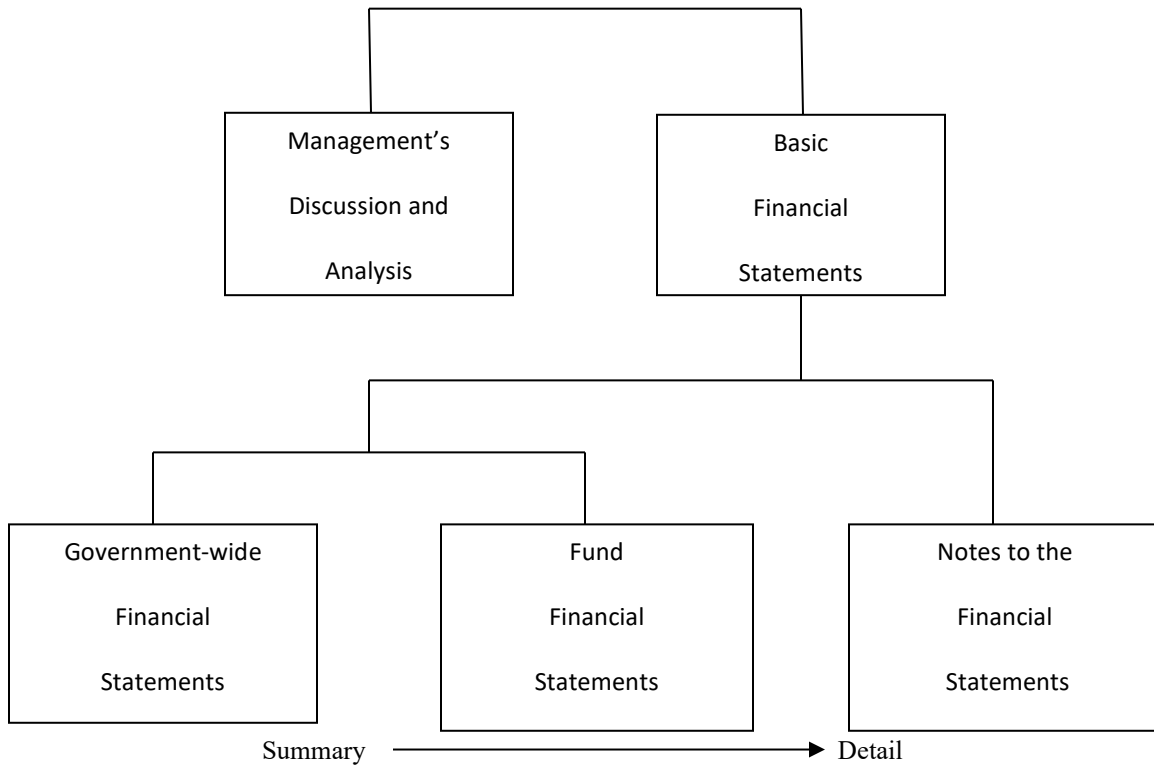 Management’s
Discussion and
Analysis
Basic
Financial
Statements
Government-wide
Financial
Statements
Fund
Financial
Statements
Notes to the
Financial
Statements
Summary
Detail